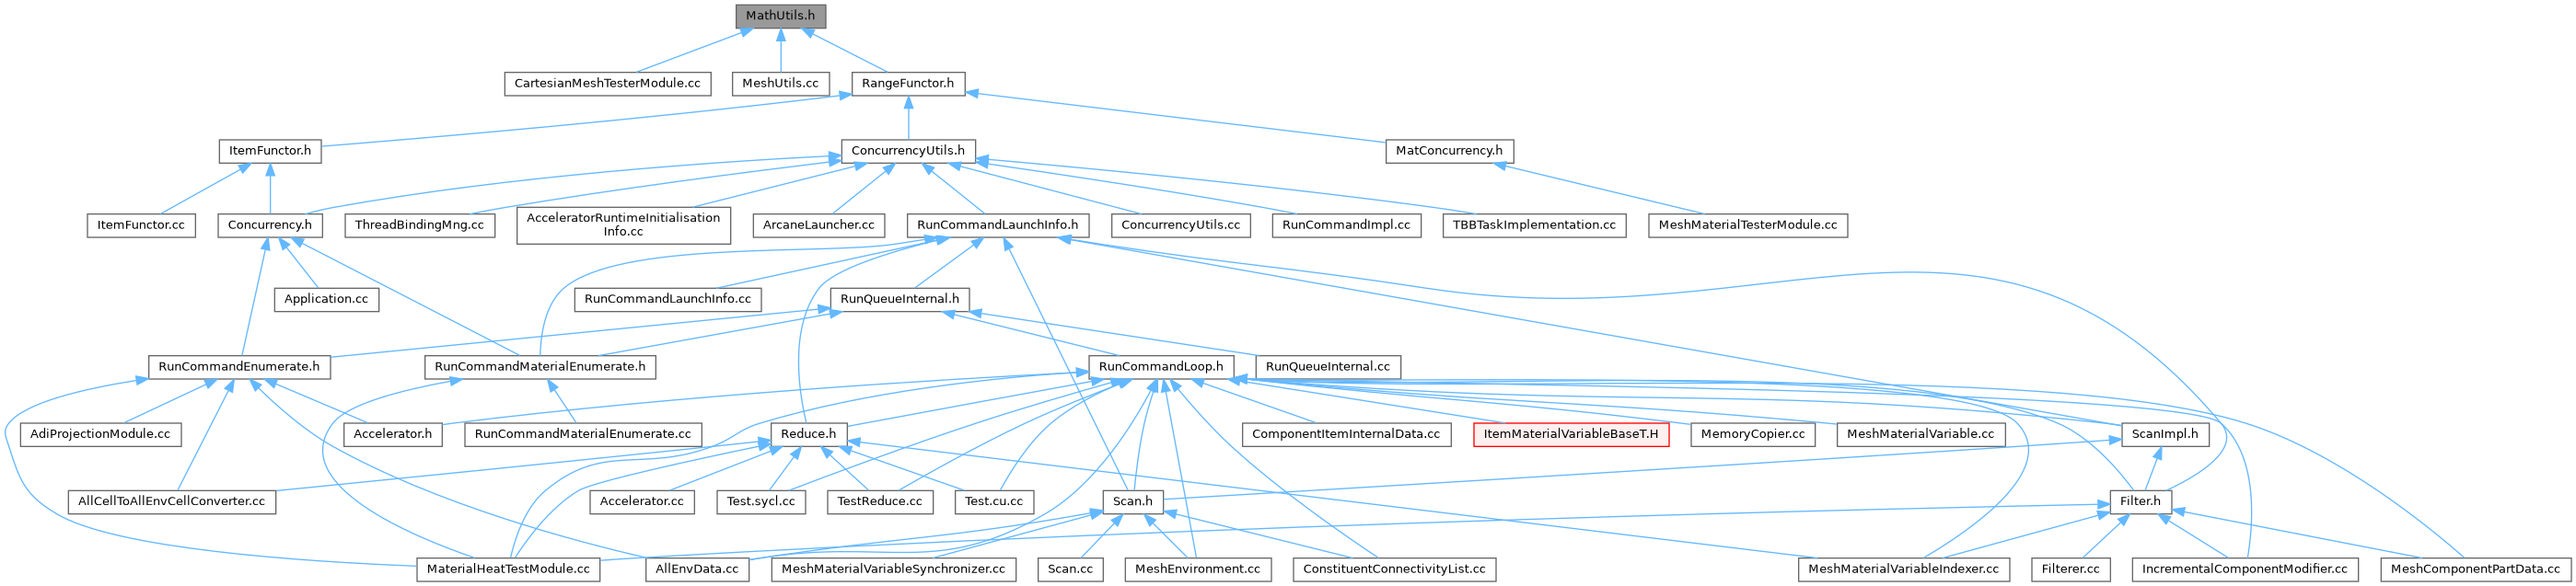 MathUtils.h
CartesianMeshTesterModule.cc
MeshUtils.cc
RangeFunctor.h
ItemFunctor.h
ConcurrencyUtils.h
MatConcurrency.h
ItemFunctor.cc
Concurrency.h
ThreadBindingMng.cc
AcceleratorRuntimeInitialisation
Info.cc
ArcaneLauncher.cc
RunCommandLaunchInfo.h
ConcurrencyUtils.cc
RunCommandImpl.cc
TBBTaskImplementation.cc
MeshMaterialTesterModule.cc
Application.cc
RunCommandLaunchInfo.cc
RunQueueInternal.h
RunCommandEnumerate.h
RunCommandMaterialEnumerate.h
RunCommandLoop.h
RunQueueInternal.cc
AdiProjectionModule.cc
Accelerator.h
RunCommandMaterialEnumerate.cc
Reduce.h
ComponentItemInternalData.cc
ItemMaterialVariableBaseT.H
MemoryCopier.cc
MeshMaterialVariable.cc
ScanImpl.h
AllCellToAllEnvCellConverter.cc
Accelerator.cc
Test.sycl.cc
TestReduce.cc
Test.cu.cc
Scan.h
Filter.h
MaterialHeatTestModule.cc
AllEnvData.cc
MeshMaterialVariableSynchronizer.cc
Scan.cc
MeshEnvironment.cc
ConstituentConnectivityList.cc
MeshMaterialVariableIndexer.cc
Filterer.cc
IncrementalComponentModifier.cc
MeshComponentPartData.cc